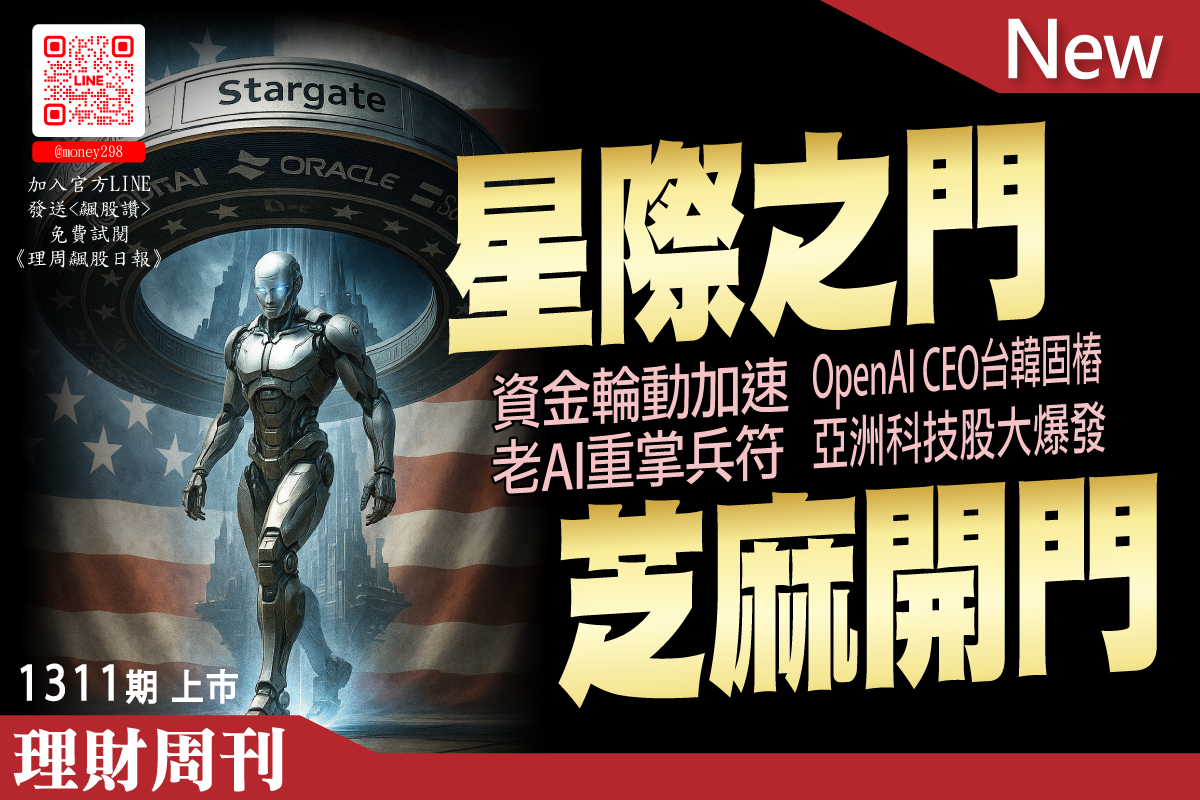 New
LINE
@money298
加入官方LINE
發送<飆股讚>
免費試閱
《理周飆股日報》
Stargate
ORACLE
星際之門
資金輪動加速
老AI重掌兵符
OpenAI CEO台韓固樁
亞洲科技股大爆發
芝麻開門
1311期 上市
理財周刊